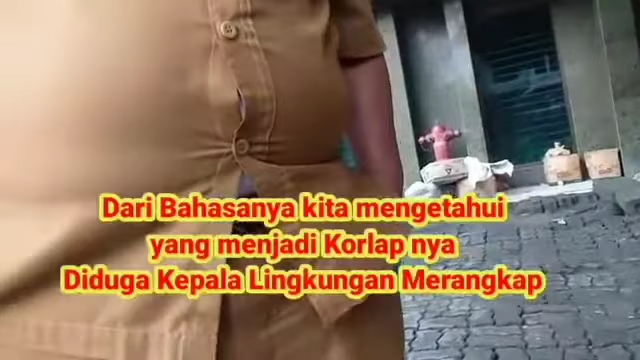 Dari Bahasanya kita mengetahui
yang menjadi Korlap nya
Diduga Kepala Lingkungan Merangkap